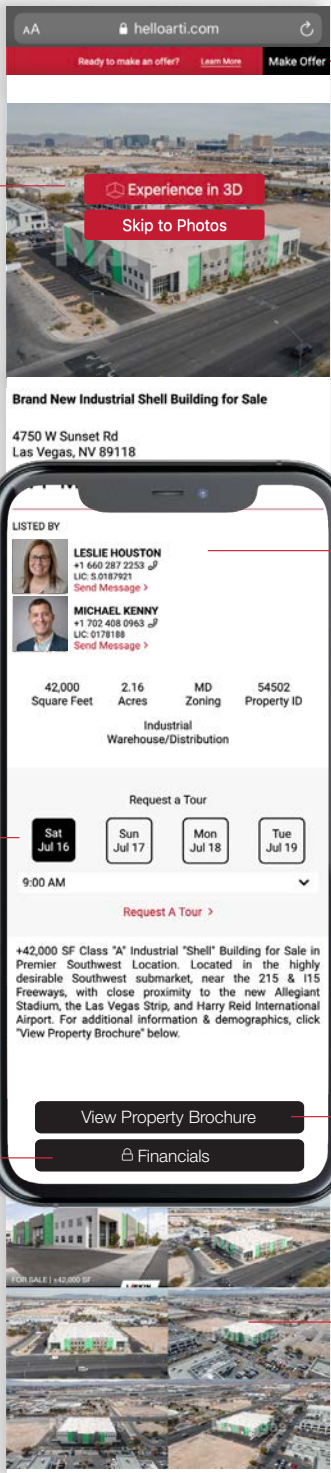 AA helloarti.com
Ready to make an offer? Learn More Make Offer
Experience in 3D
Skip to Photos
Brand New Industrial Shell Building for Sale
4750 W Sunset Rd
Las Vegas, NV 89118
LISTED BY
LESLIE HOUSTON
+1 660 287 2253
LIC: S.0187921
Send Message >
MICHAEL KENNY
+1 702 408 0963
LIC: 0178188
Send Message >
42,000 2.16 MD 54502
Square Feet Acres Zoning Property ID
Industrial
Warehouse/Distribution
Request a Tour
Sat Sun Mon Tue
Jul 16 Jul 17 Jul 18 Jul 19
9:00 AM
Request A Tour >
+42,000 SF Class "A" Industrial "Shell" Building for Sale in
Premier Southwest Location. Located in the highly
desirable Southwest submarket, near the 215 & I15
Freeways, with close proximity to the new Allegiant
Stadium, the Las Vegas Strip, and Harry Reid International
Airport. For additional information & demographics, click
"View Property Brochure" below.
View Property Brochure
Financials
FOR SALE | ±42,000 SF